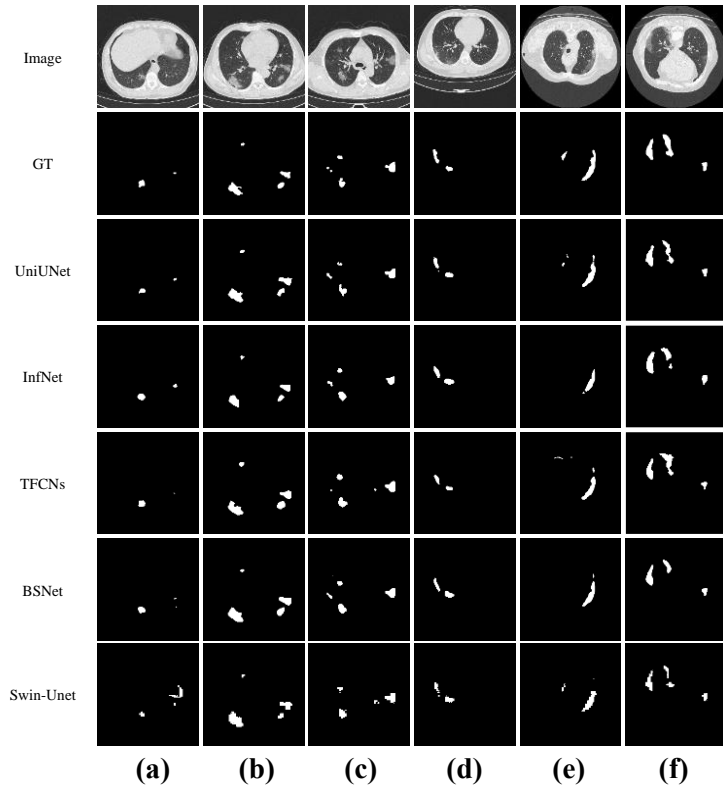 Image
GT
UniUNet
InfNet
TFCNs
BSNet
Swin-Unet
(a) (b) (c) (d) (e) (f)